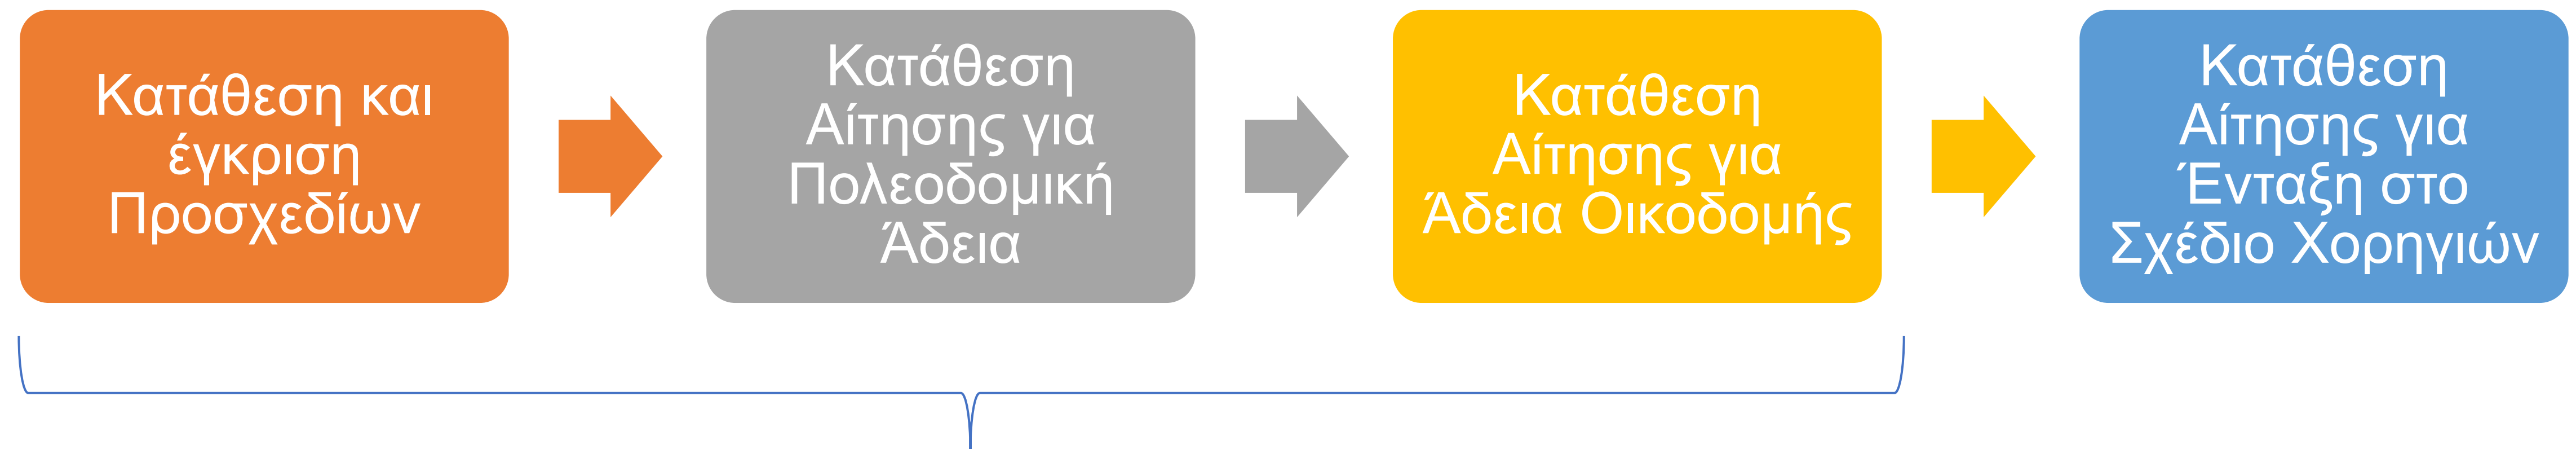 Κατάθεση και
έγκριση
Προσχεδίων
Κατάθεση
Αίτησης για
Πολεοδομική
Άδεια
Κατάθεση
Αίτησης για
Άδεια Οικοδομής
Κατάθεση
Αίτησης για
Ένταξη στο
Σχέδιο Χορηγιών